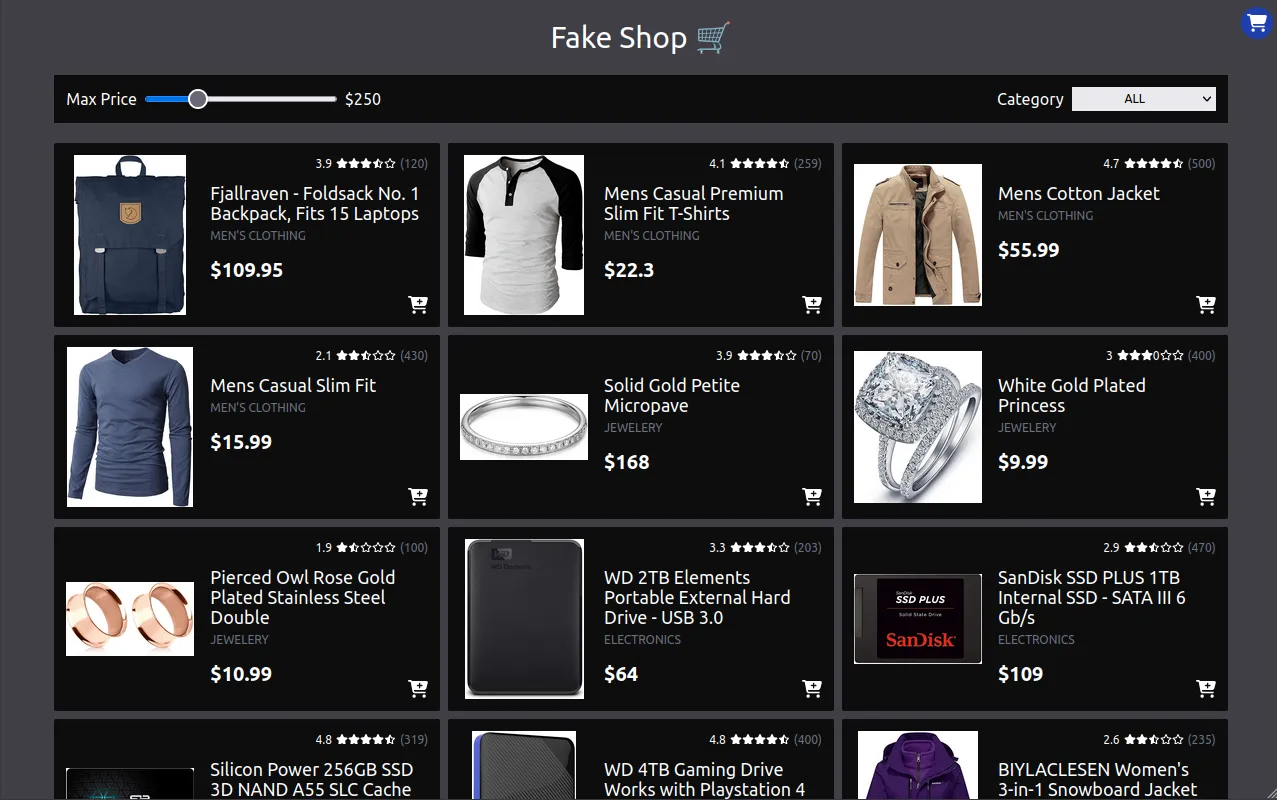 Fake Shop
Max Price $250 Category ALL
3.9 (120)
Fjallraven - Foldsack No. 1
Backpack, Fits 15 Laptops
MEN'S CLOTHING
$109.95
4.1 (259)
Mens Casual Premium
Slim Fit T-Shirts
MEN'S CLOTHING
$22.3
4.7 (500)
Mens Cotton Jacket
MEN'S CLOTHING
$55.99
2.1 (430)
Mens Casual Slim Fit
MEN'S CLOTHING
$15.99
3.9 (70)
Solid Gold Petite
Micropave
JEWELERY
$168
3 ★★★0☆☆ (400)
White Gold Plated
Princess
JEWELERY
$9.99
1.9 (100)
Pierced Owl Rose Gold
Plated Stainless Steel
Double
JEWELERY
$10.99
WD Elements
3.3 (203)
WD 2TB Elements
Portable External Hard
Drive - USB 3.0
ELECTRONICS
$64
SanDisk
SSD PLUS
Solid State Drive
SanDisk
2.9 (470)
SanDisk SSD PLUS 1TB
Internal SSD - SATA III 6
Gb/s
ELECTRONICS
$109
4.8 (319)
Silicon Power 256GB SSD
3D NAND A55 SLC Cache
4.8 (400)
WD 4TB Gaming Drive
Works with Playstation 4
2.6 (235)
BIYLACLESEN Women's
3-in-1 Snowboard Jacket